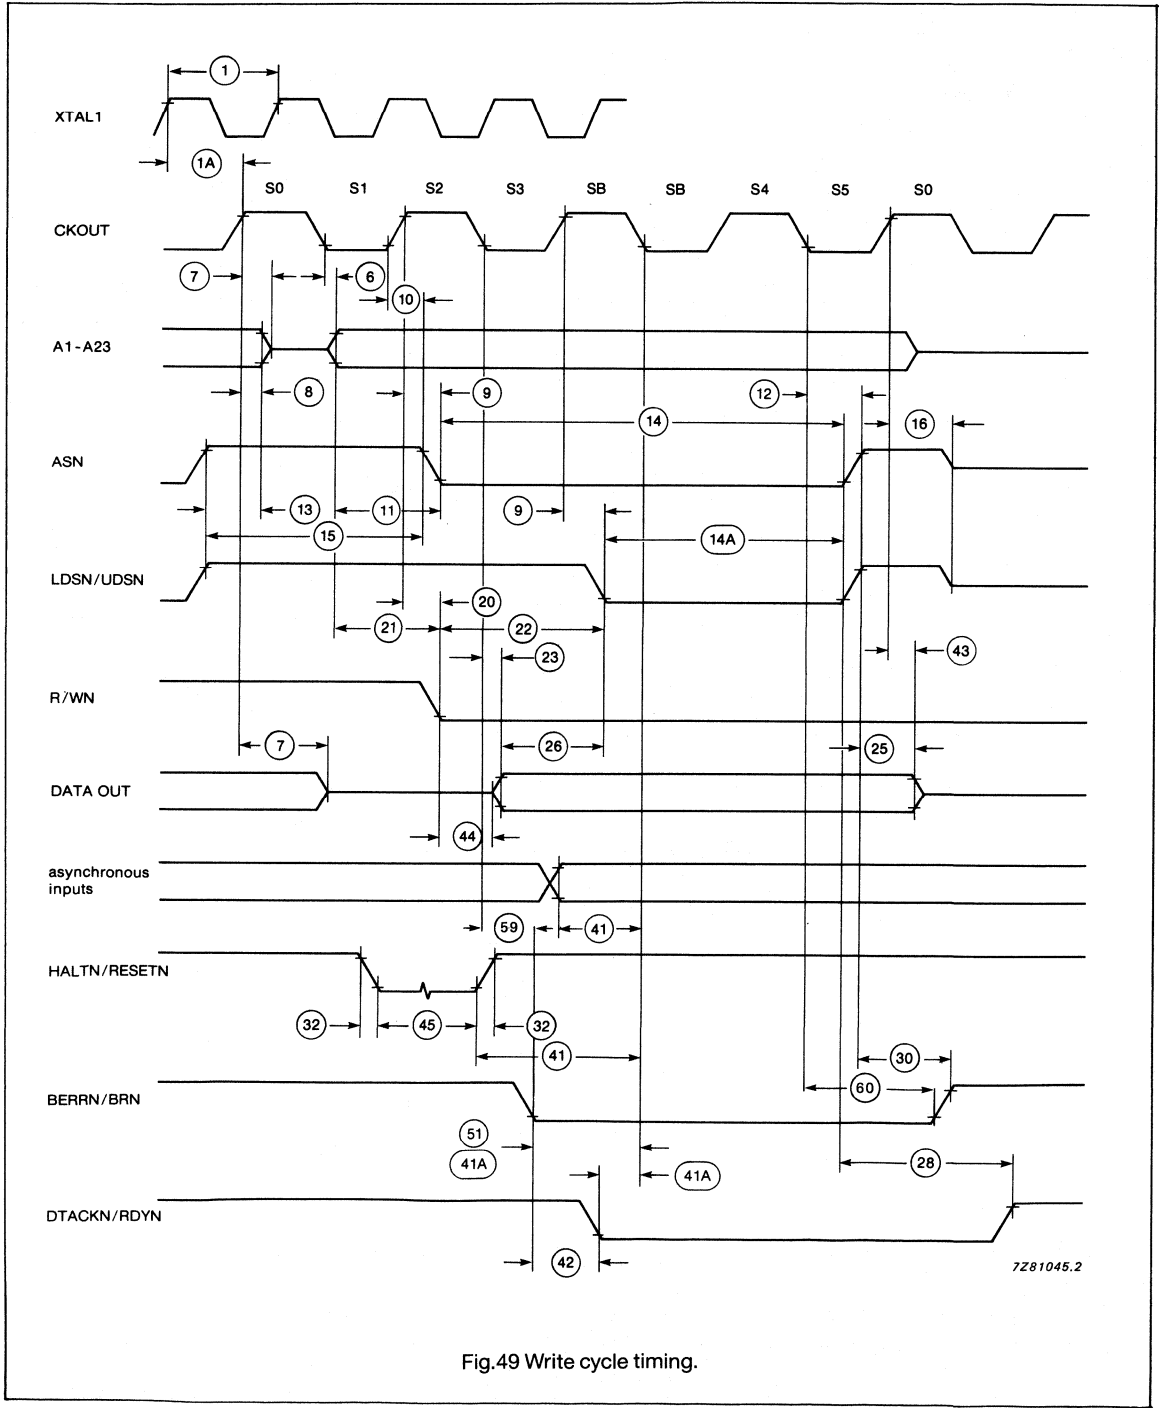 1
XTAL1
1A
S0 S1 S2 S3 SB SB S4 S5 S0
CKOUT
7 6
10
A1-A23
8 9 12
14 16
ASN
13 11 9
15 14A
LDSN/UDSN
20
21 22
23 43
R/WN
7 26 25
DATA OUT
44
asynchronous
inputs
59 41
HALTN/RESETN
32 45 32
41 30
60
BERRN/BRN
51
41A 41A 28
DTACKN/RDYN
42
7Z81045.2
Fig.49 Write cycle timing.